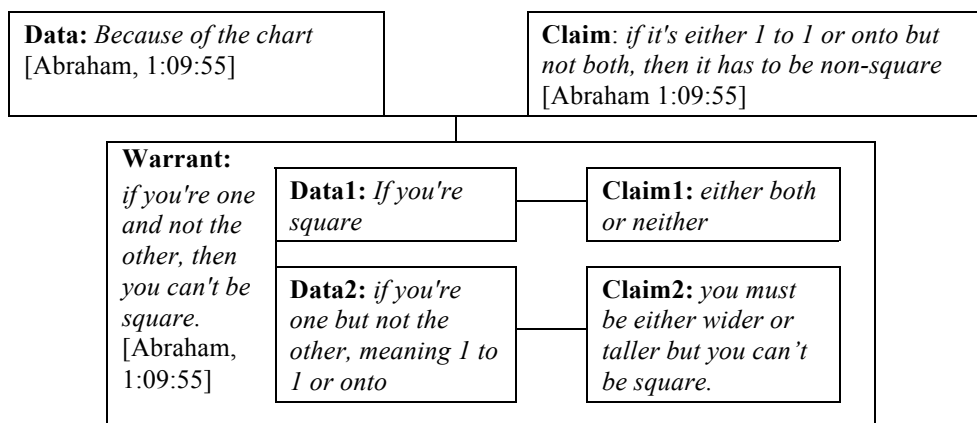 Data: Because of the chart
[Abraham, 1:09:55]
Claim: if it's either 1 to 1 or onto but
not both, then it has to be non-square
[Abraham 1:09:55]
Warrant:
if you're one
and not the
other, then
you can't be
square.
[Abraham,
1:09:55]
Data1: If you're
square
Claim1: either both
or neither
Data2: if you're
one but not the
other, meaning 1 to
1 or onto
Claim2: you must
be either wider or
taller but you can’t
be square.